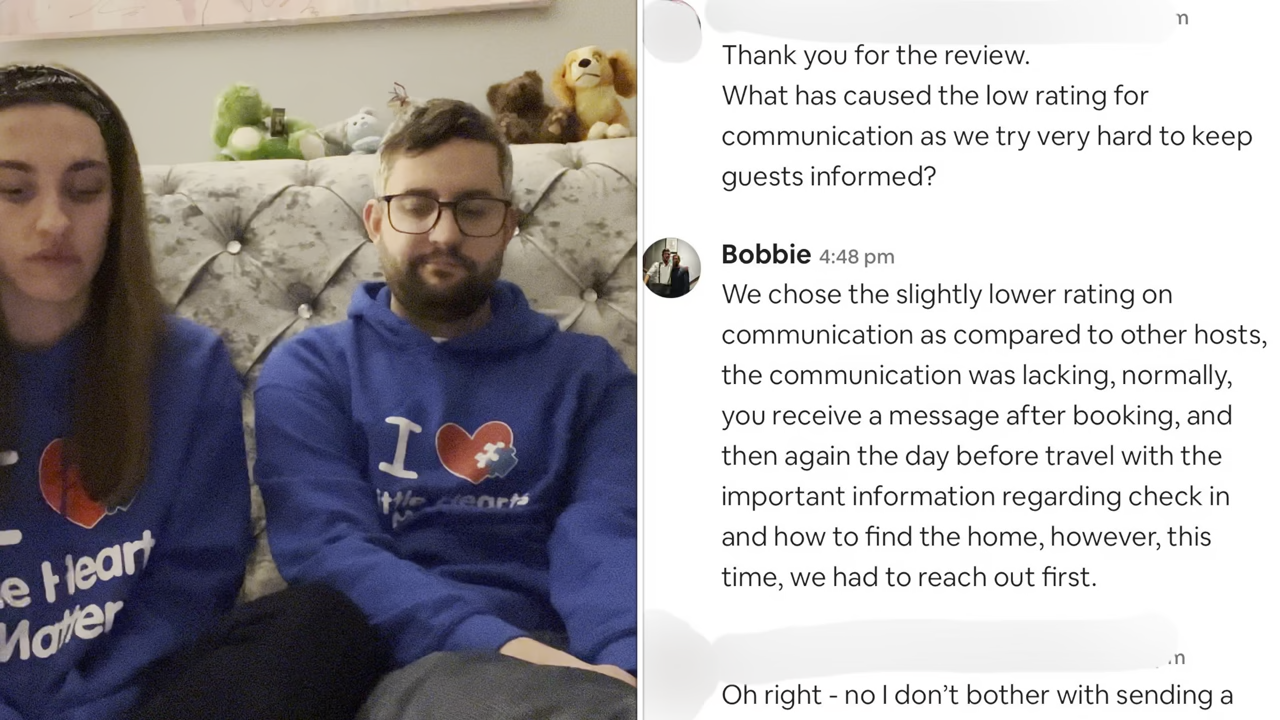 I
ittle Hearts
le Heart
Matter
Thank you for the review.
What has caused the low rating for
communication as we try very hard to keep
guests informed?
Bobbie 4:48 pm
We chose the slightly lower rating on
communication as compared to other hosts,
the communication was lacking, normally,
you receive a message after booking, and
then again the day before travel with the
important information regarding check in
and how to find the home, however, this
time, we had to reach out first.
Oh right - no I don’t bother with sending a